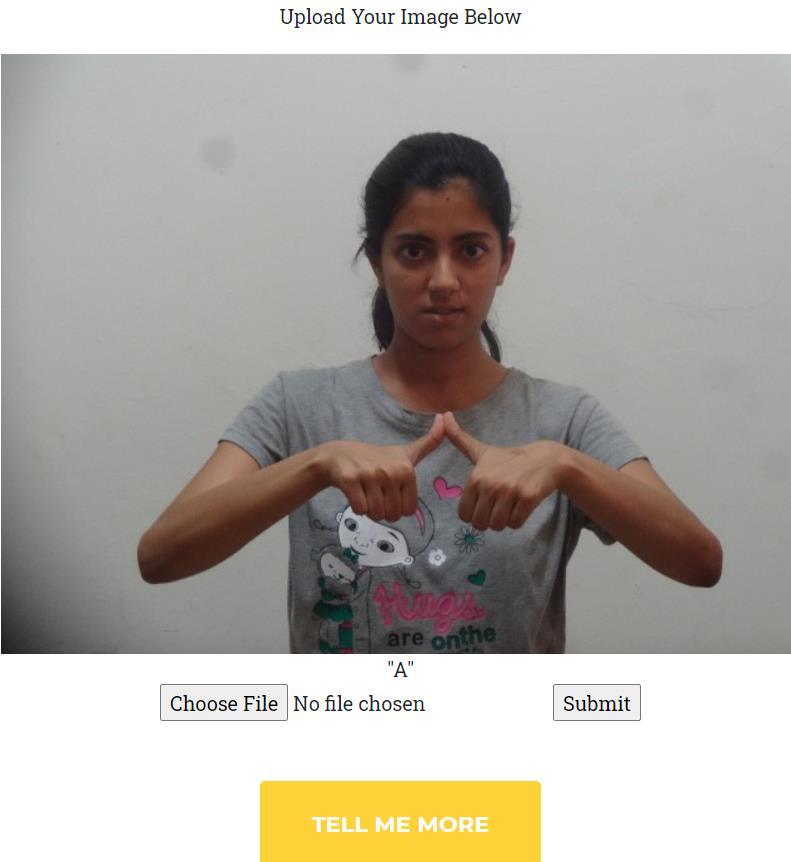 Upload Your Image Below
Hugs
are onthe
"A"
Choose File No file chosen Submit
TELL ME MORE